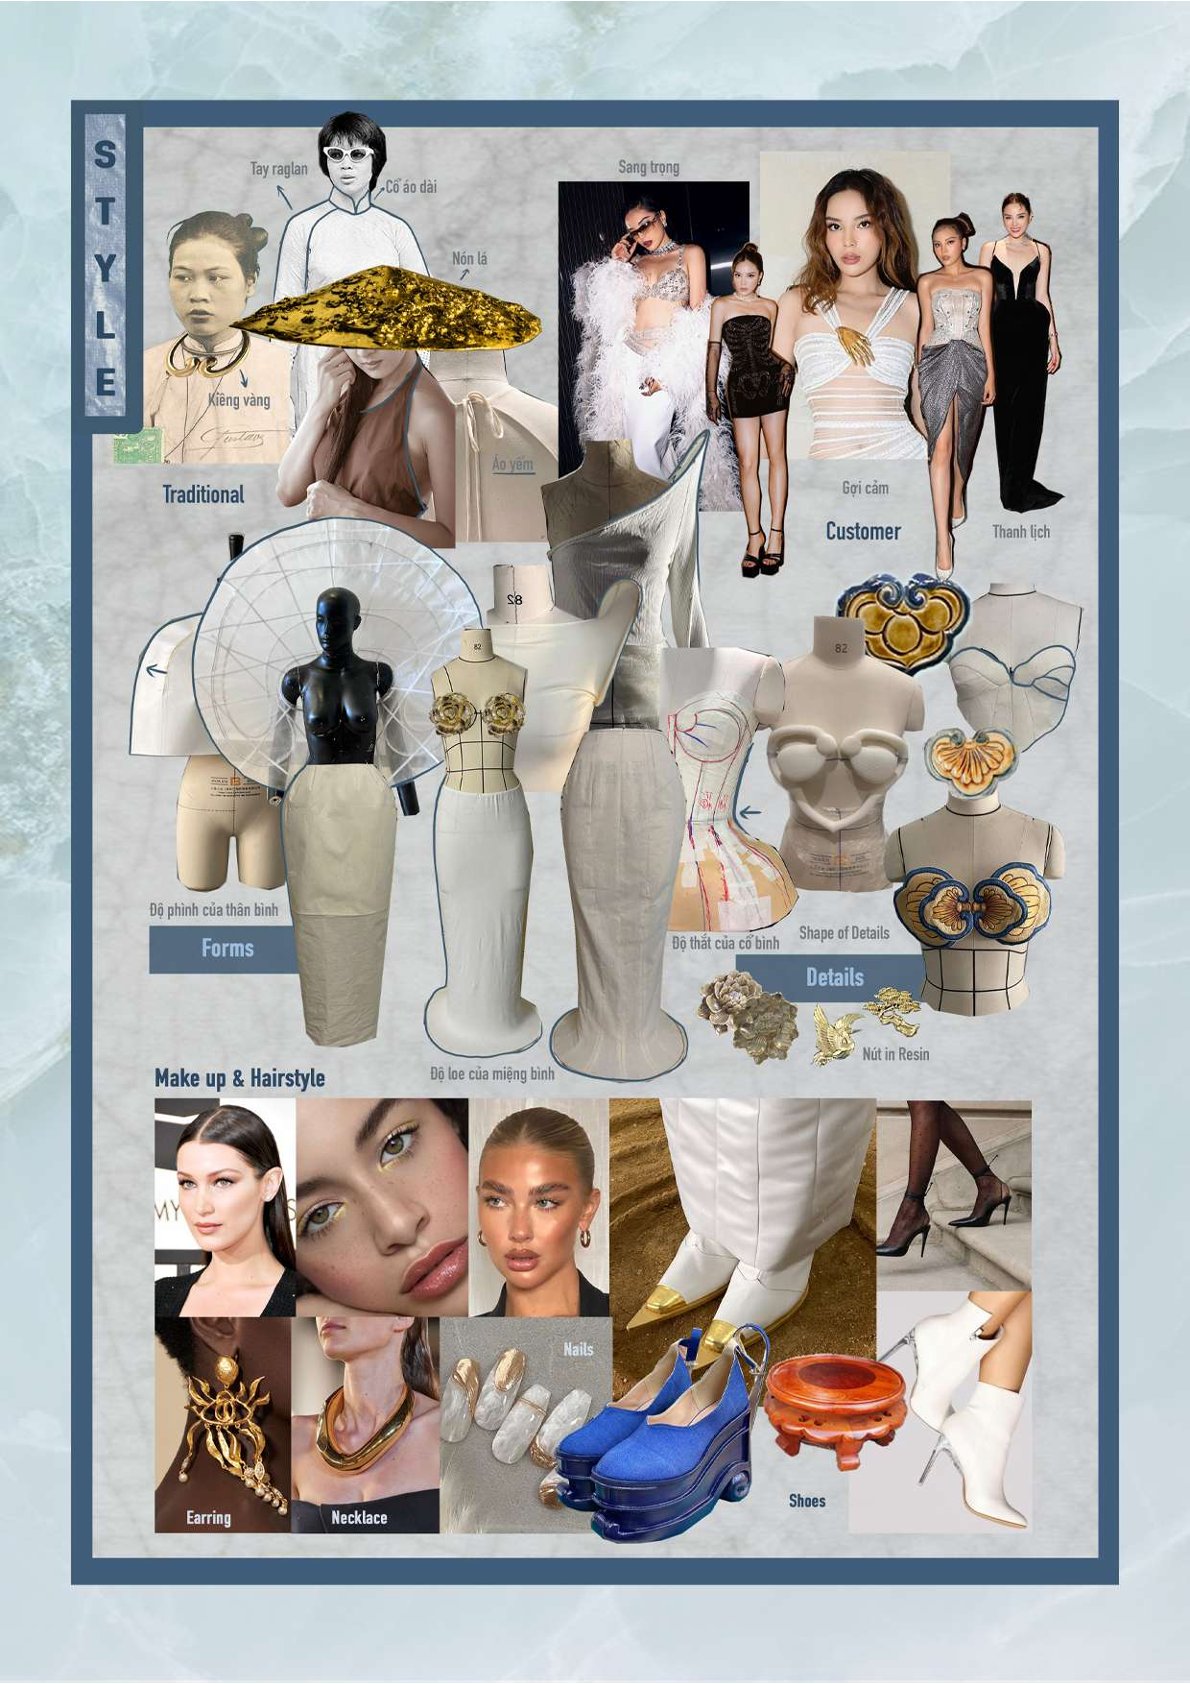 STYLE
Tay raglan
Cổ áo dài
Nón lá
Kiềng vàng
Áo yếm
Traditional
Sang trọng
Gợi cảm
Customer
Thanh lịch
82
82
82
Độ phình của thân bình
Forms
Độ thắt của cổ bình
Shape of Details
Details
Nút in Resin
Độ loe của miệng bình
Make up & Hairstyle
MY
S
Nails
Earring
Necklace
Shoes